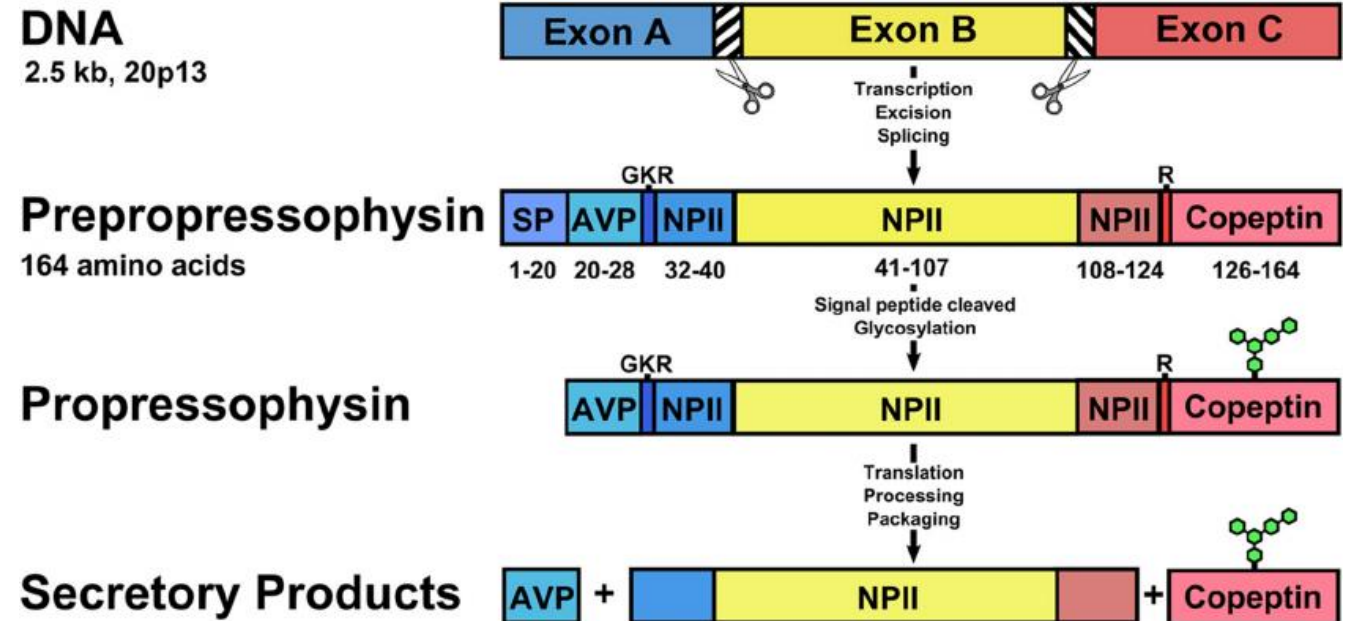 DNA
2.5 kb, 20p13
Exon A Exon B Exon C
Transcription
Excision
Splicing
GKR R
Prepropressophysin
SP AVP NPII NPII NPII Copeptin
164 amino acids
1-20 20-28 32-40 41-107 108-124 126-164
Signal peptide cleaved
Glycosylation
GKR R
Propressophysin
AVP NPII NPII NPII Copeptin
Translation
Processing
Packaging
Secretory Products
AVP + NPII + Copeptin